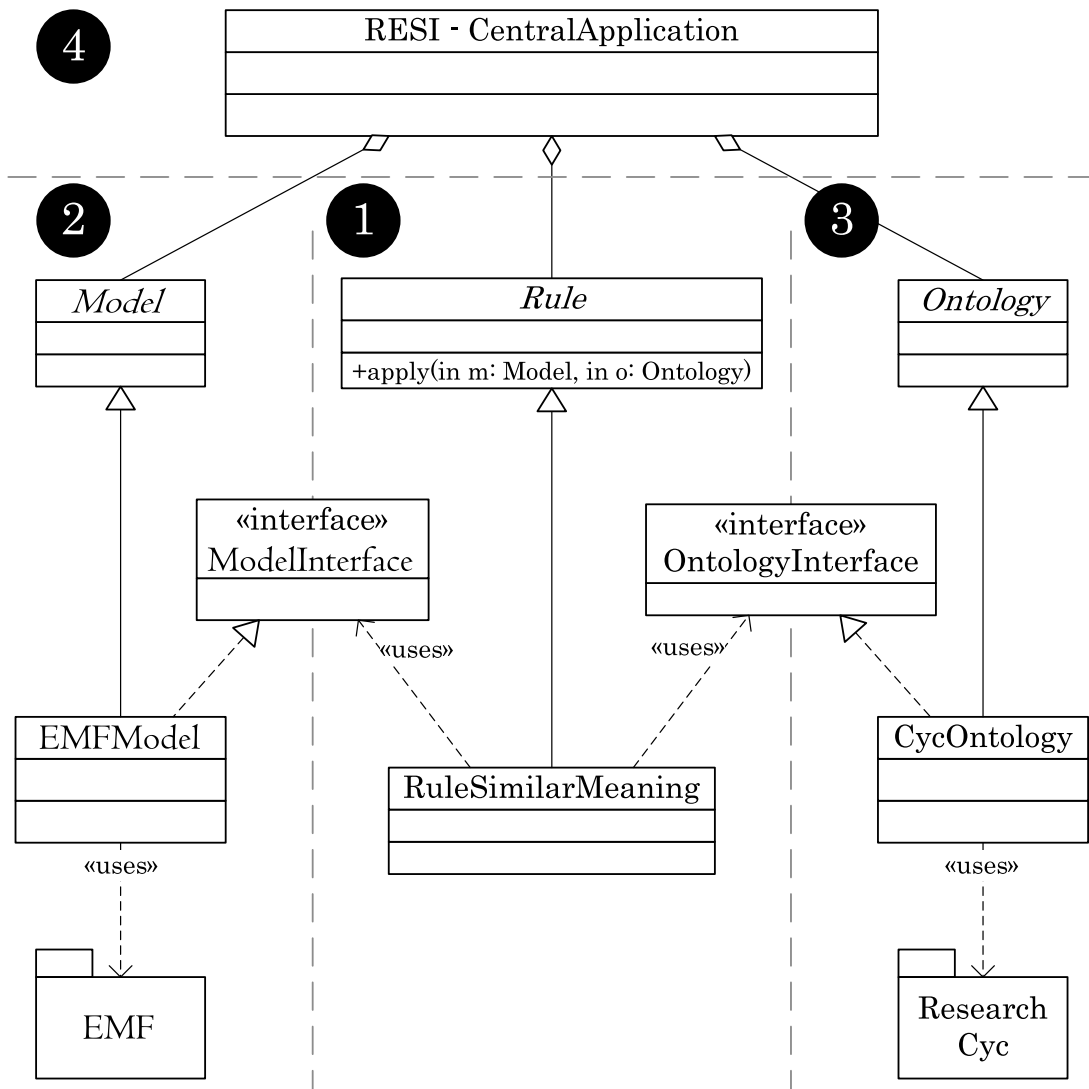 4
RESI - CentralApplication
2
1
3
Model
Rule
+apply(in m: Model, in o: Ontology)
Ontology
«interface»
ModelInterface
«interface»
OntologyInterface
«uses»
«uses»
EMFModel
RuleSimilarMeaning
CycOntology
«uses»
«uses»
EMF
Research
Cyc